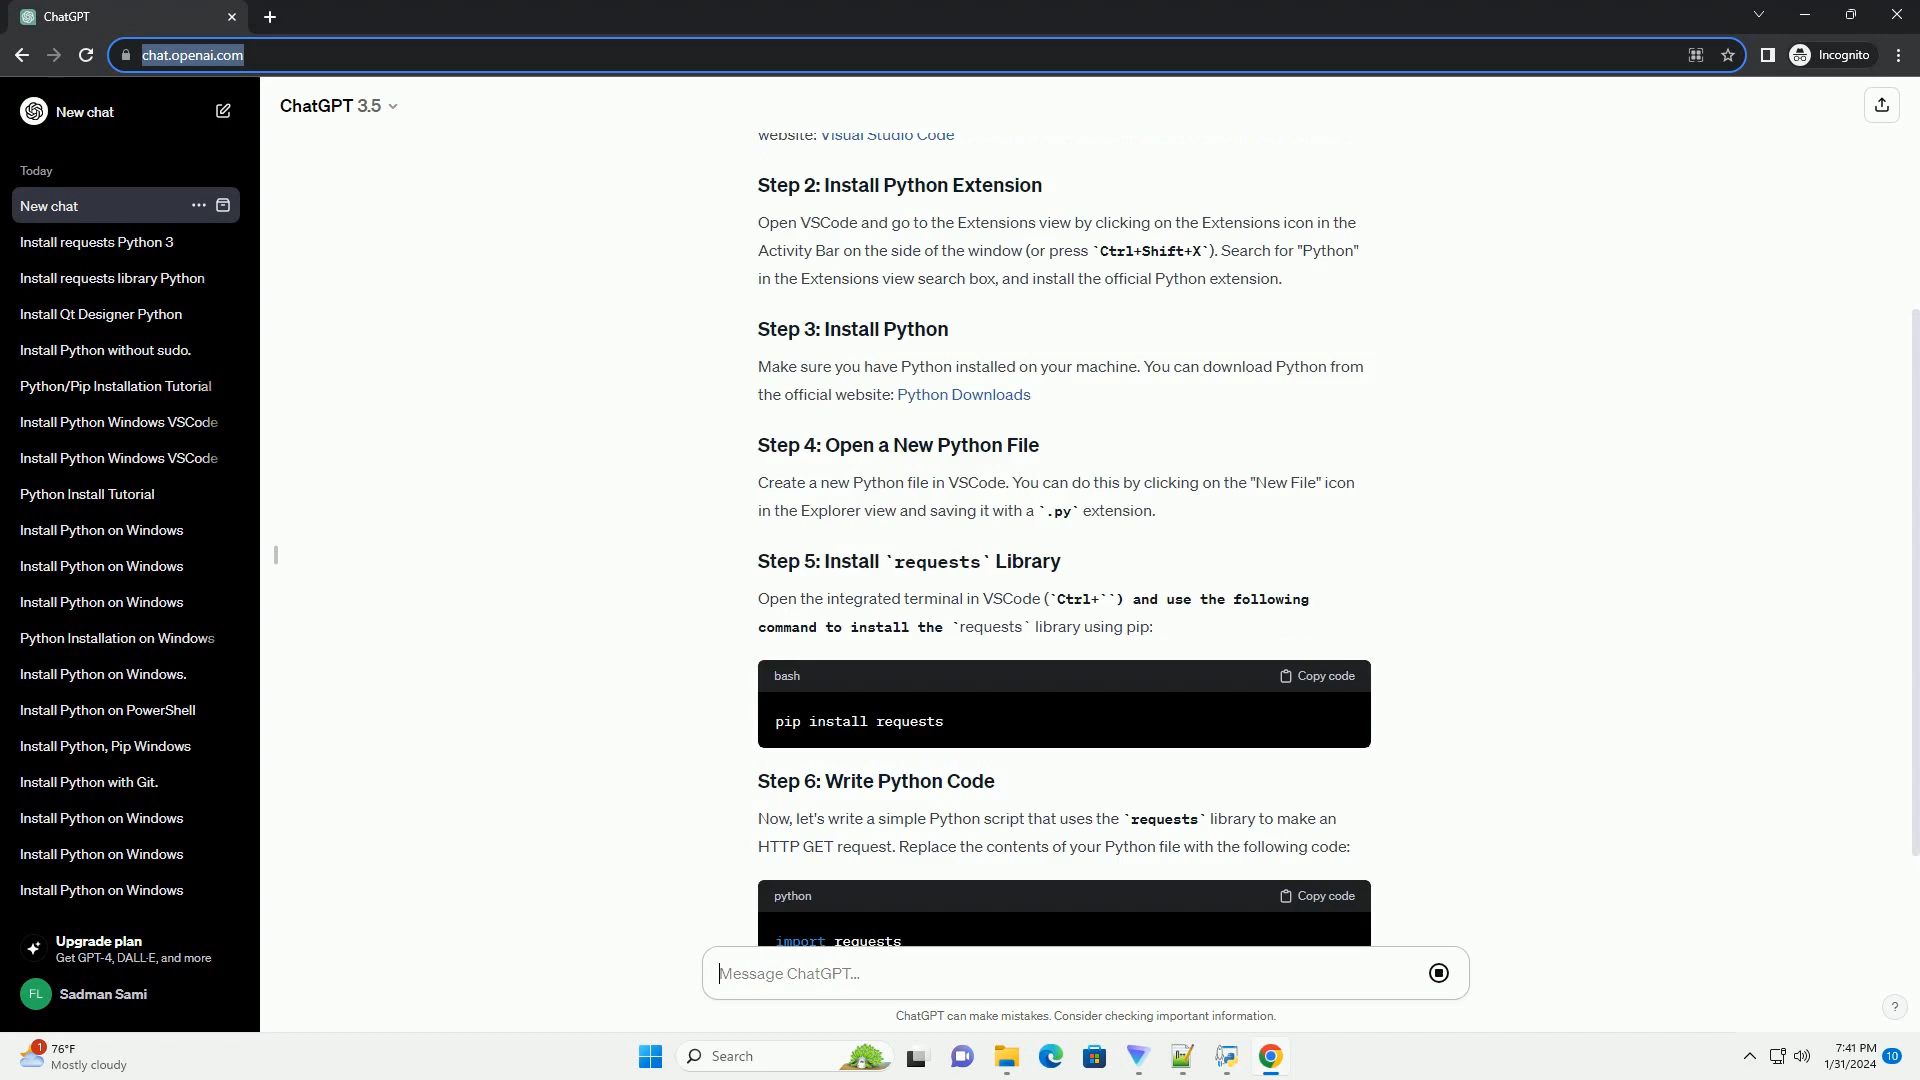 ChatGPT
chat.openai.com
Incognito
New chat
Today
New chat
Install requests Python 3
Install requests library Python
Install Qt Designer Python
Install Python without sudo.
Python/Pip Installation Tutorial
Install Python Windows VSCode
Install Python Windows VSCode
Python Install Tutorial
Install Python on Windows
Install Python on Windows
Install Python on Windows
Python Installation on Windows
Install Python on Windows.
Install Python on PowerShell
Install Python, Pip Windows
Install Python with Git.
Install Python on Windows
Install Python on Windows
Install Python on Windows
Upgrade plan
Get GPT-4, DALL·E, and more
FL Sadman Sami
ChatGPT 3.5
website: Visual Studio Code
Step 2: Install Python Extension
Open VSCode and go to the Extensions view by clicking on the Extensions icon in the
Activity Bar on the side of the window (or press `Ctrl+Shift+X`). Search for "Python"
in the Extensions view search box, and install the official Python extension.
Step 3: Install Python
Make sure you have Python installed on your machine. You can download Python from
the official website: Python Downloads
Step 4: Open a New Python File
Create a new Python file in VSCode. You can do this by clicking on the "New File" icon
in the Explorer view and saving it with a `.py` extension.
Step 5: Install `requests` Library
Open the integrated terminal in VSCode (`Ctrl+``) and use the following
command to install the `requests` library using pip:
bash Copy code
pip install requests
Step 6: Write Python Code
Now, let's write a simple Python script that uses the `requests` library to make an
HTTP GET request. Replace the contents of your Python file with the following code:
python Copy code
import requests
Message ChatGPT...
ChatGPT can make mistakes. Consider checking important information.
?
1
76°F
Mostly cloudy
Search
7:41 PM
1/31/2024
10